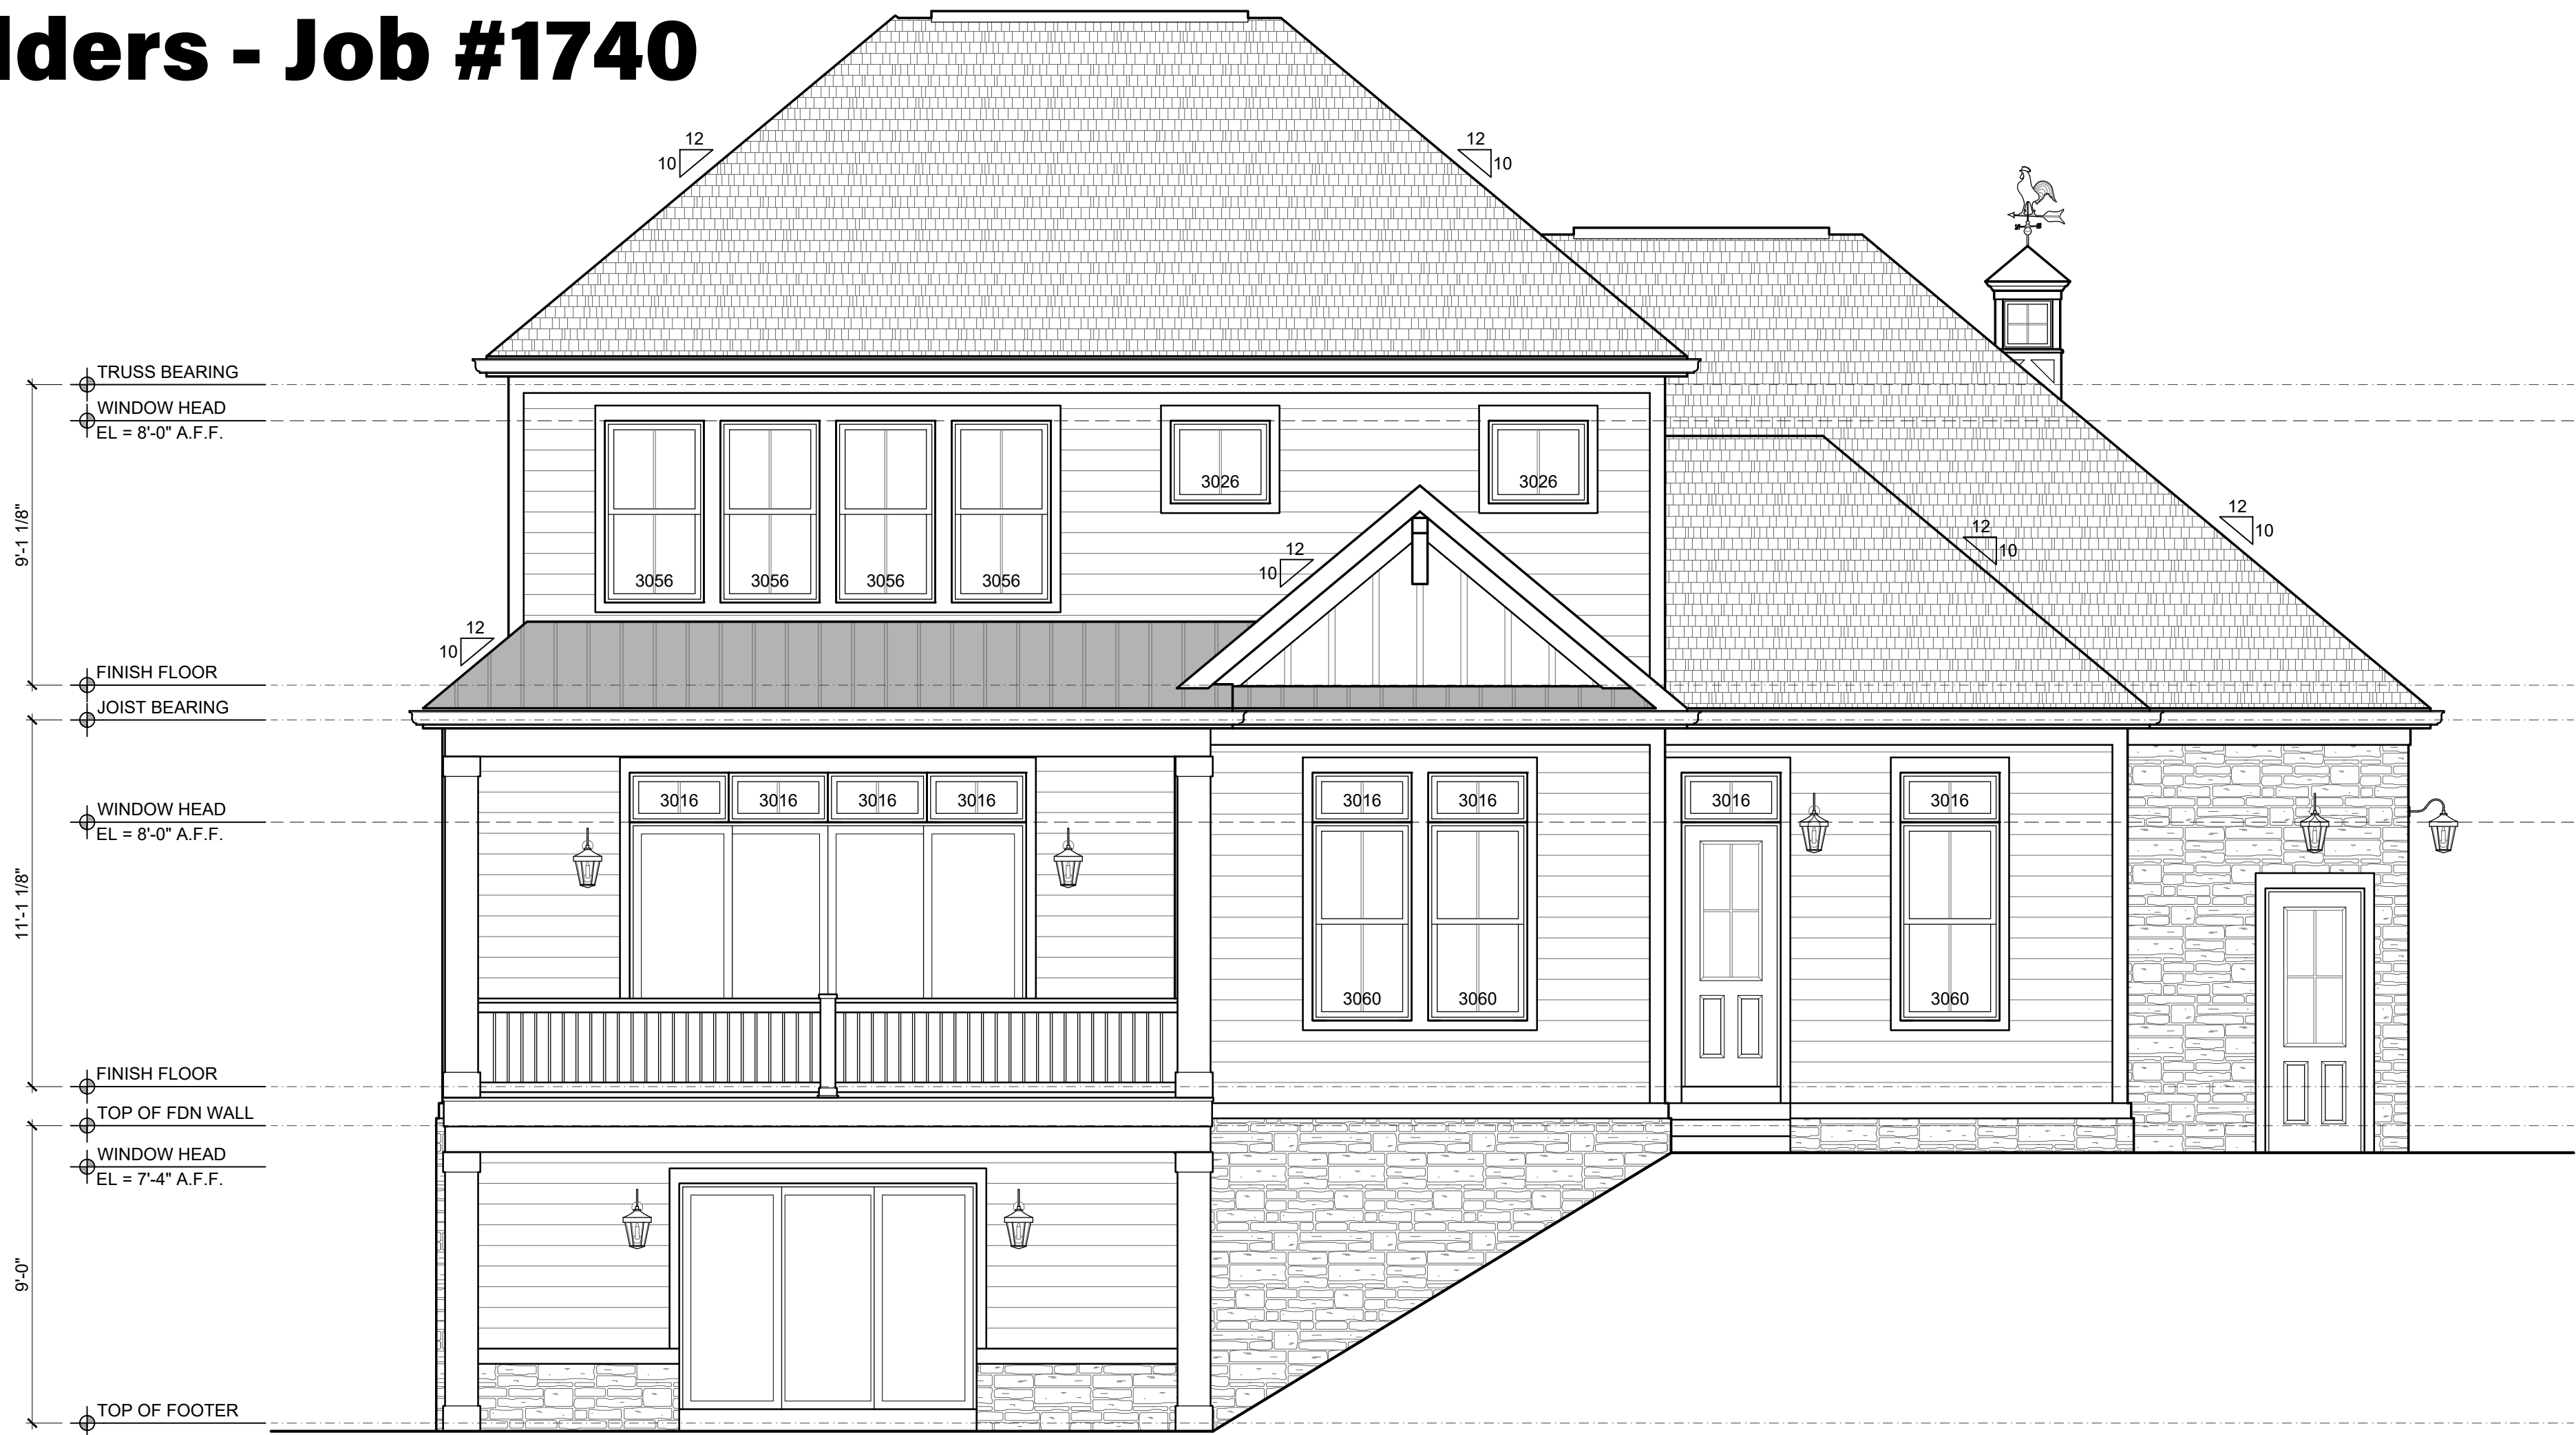 lders - Job #1740
12
10
12
10
TRUSS BEARING
WINDOW HEAD
EL = 8'-0" A.F.F.
9'-1 1/8"
3026
3026
3056
3056
3056
3056
12
10
12
10
12
10
12
10
FINISH FLOOR
JOIST BEARING
WINDOW HEAD
EL = 8'-0" A.F.F.
11'-1 1/8"
3016
3016
3016
3016
3016
3016
3016
3016
3060
3060
3060
FINISH FLOOR
TOP OF FDN WALL
WINDOW HEAD
EL = 7'-4" A.F.F.
9'-0"
TOP OF FOOTER